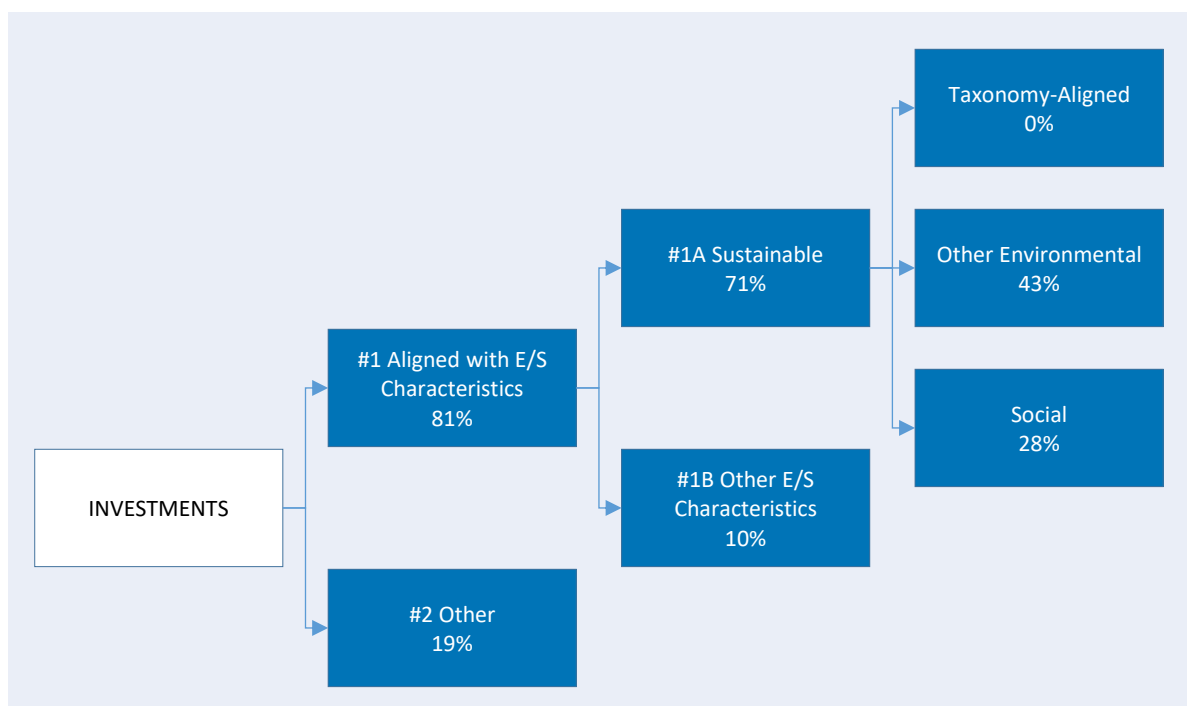 INVESTMENTS
#1 Aligned with E/S
Characteristics
81%
#2 Other
19%
#1A Sustainable
71%
#1B Other E/S
Characteristics
10%
Taxonomy-Aligned
0%
Other Environmental
43%
Social
28%